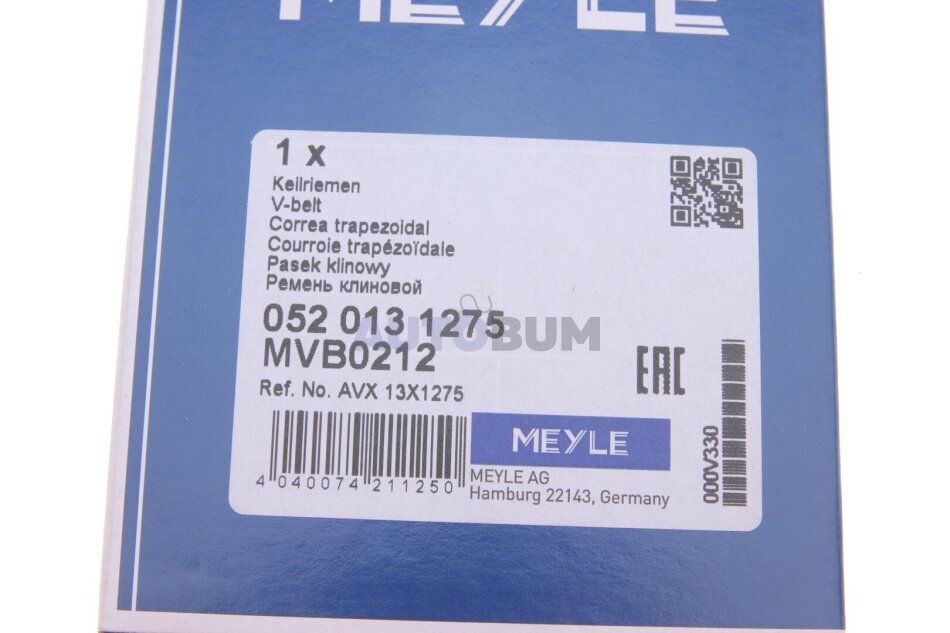 MEYLE
1 x
Keilriemen
V-belt
Correa trapezoidal
Courroie trapézoïdale
Pasek klinowy
Ремень клиновой
052 013 1275
AUTOBUM
MVB0212
Ref. No. AVX 13X1275
EAC
MEYLE
4 040074 211250
MEYLE AG
Hamburg 22143, Germany
000V330